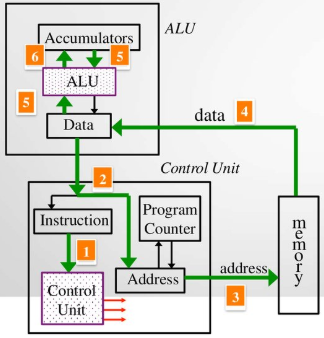 ALU
Accumulators
6
5
ALU
5
Data
data
4
2
Control Unit
Instruction
Program
Counter
1
Control
Unit
Address
address
3
memory